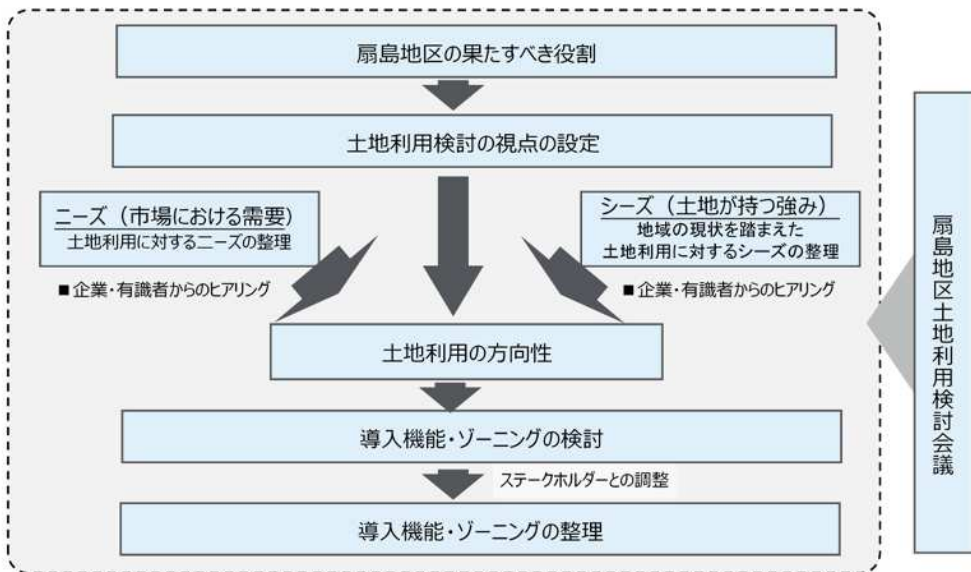 扇島地区の果たすべき役割
土地利用検討の視点の設定
ニーズ（市場における需要）
土地利用に対するニーズの整理
■企業・有識者からのヒアリング
シーズ（土地が持つ強み）
地域の現状を踏まえた
土地利用に対するシーズの整理
■企業・有識者からのヒアリング
土地利用の方向性
導入機能・ゾーニングの検討
ステークホルダーとの調整
導入機能・ゾーニングの整理
扇島地区土地利用検討会議